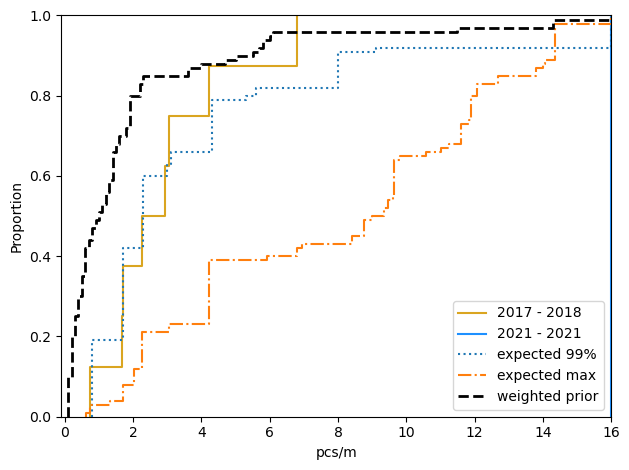 1.0
0.8
0.6
0.4
0.2
0.0
Proportion
0 2 4 6 8 10 12 14 16
pcs/m
2017 - 2018
2021 - 2021
expected 99%
expected max
weighted prior